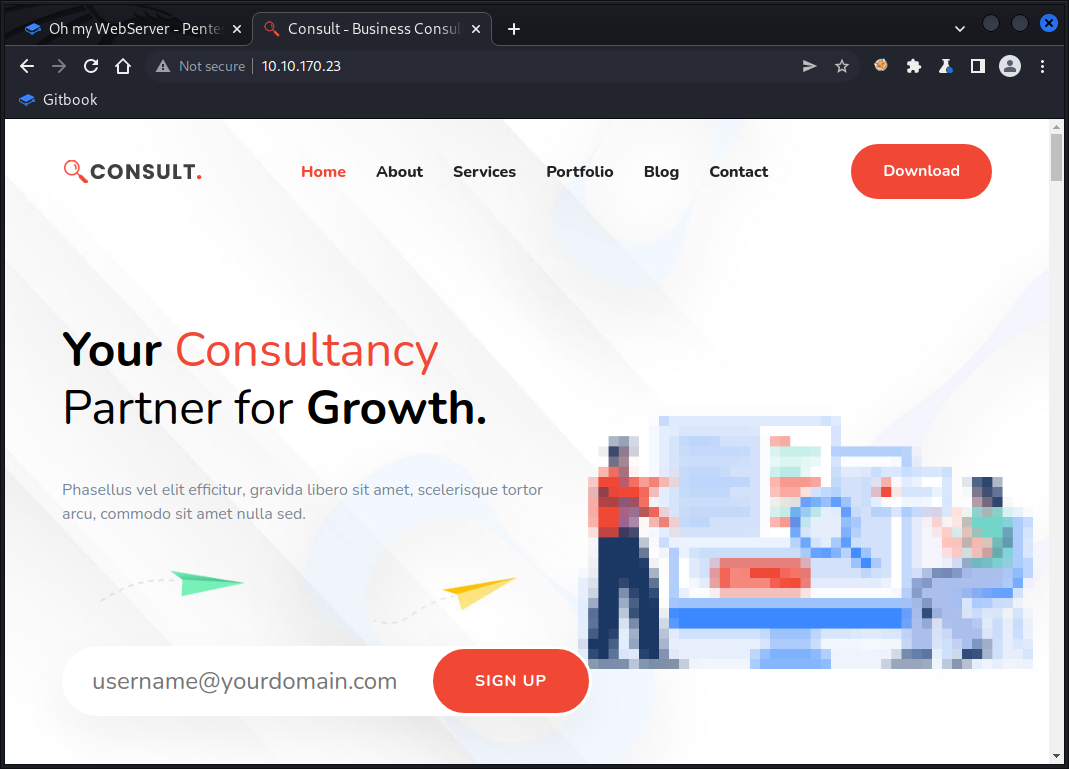 Oh my WebServer - Pente
Consult - Business Consul
Not secure 10.10.170.23
Gitbook
CONSULT.
Home About Services Portfolio Blog Contact
Download
Your Consultancy
Partner for Growth.
Phasellus vel elit efficitur, gravida libero sit amet, scelerisque tortor
arcu, commodo sit amet nulla sed.
username@yourdomain.com
SIGN UP